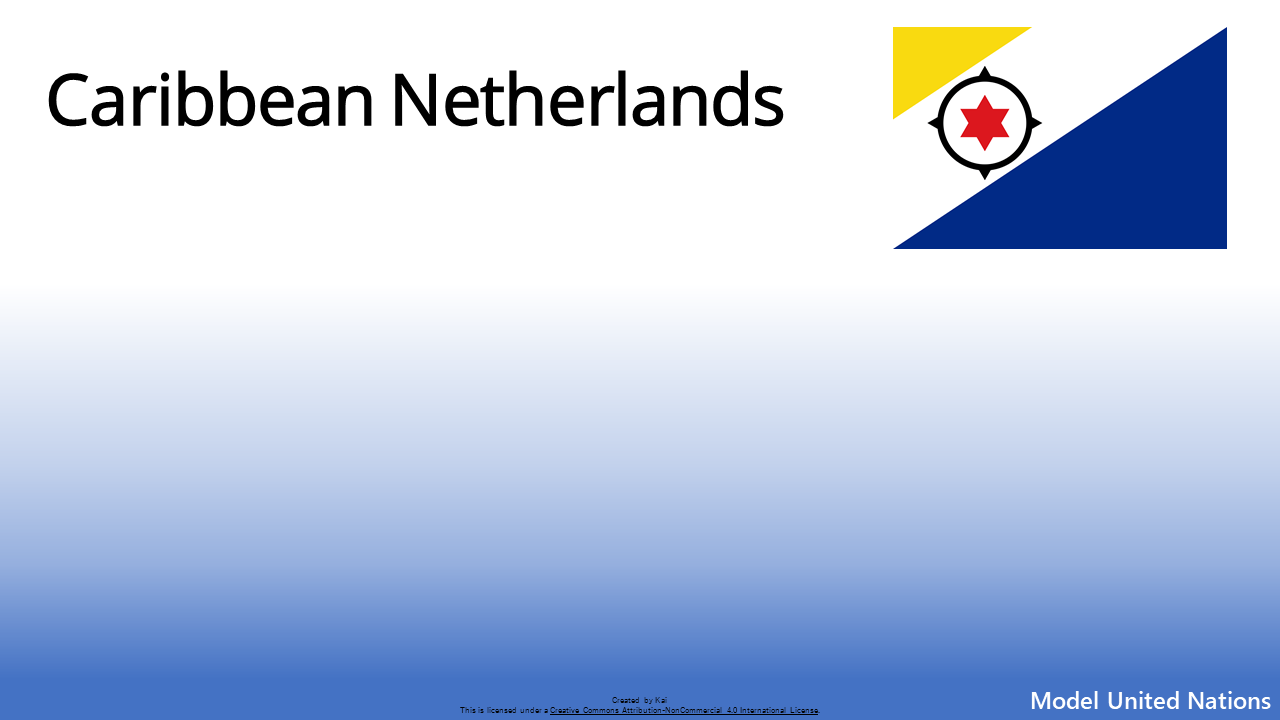 Caribbean Netherlands
Created by Kai
This is licensed under a Creative Commons Attribution-NonCommercial 4.0 International License.
Model United Nations